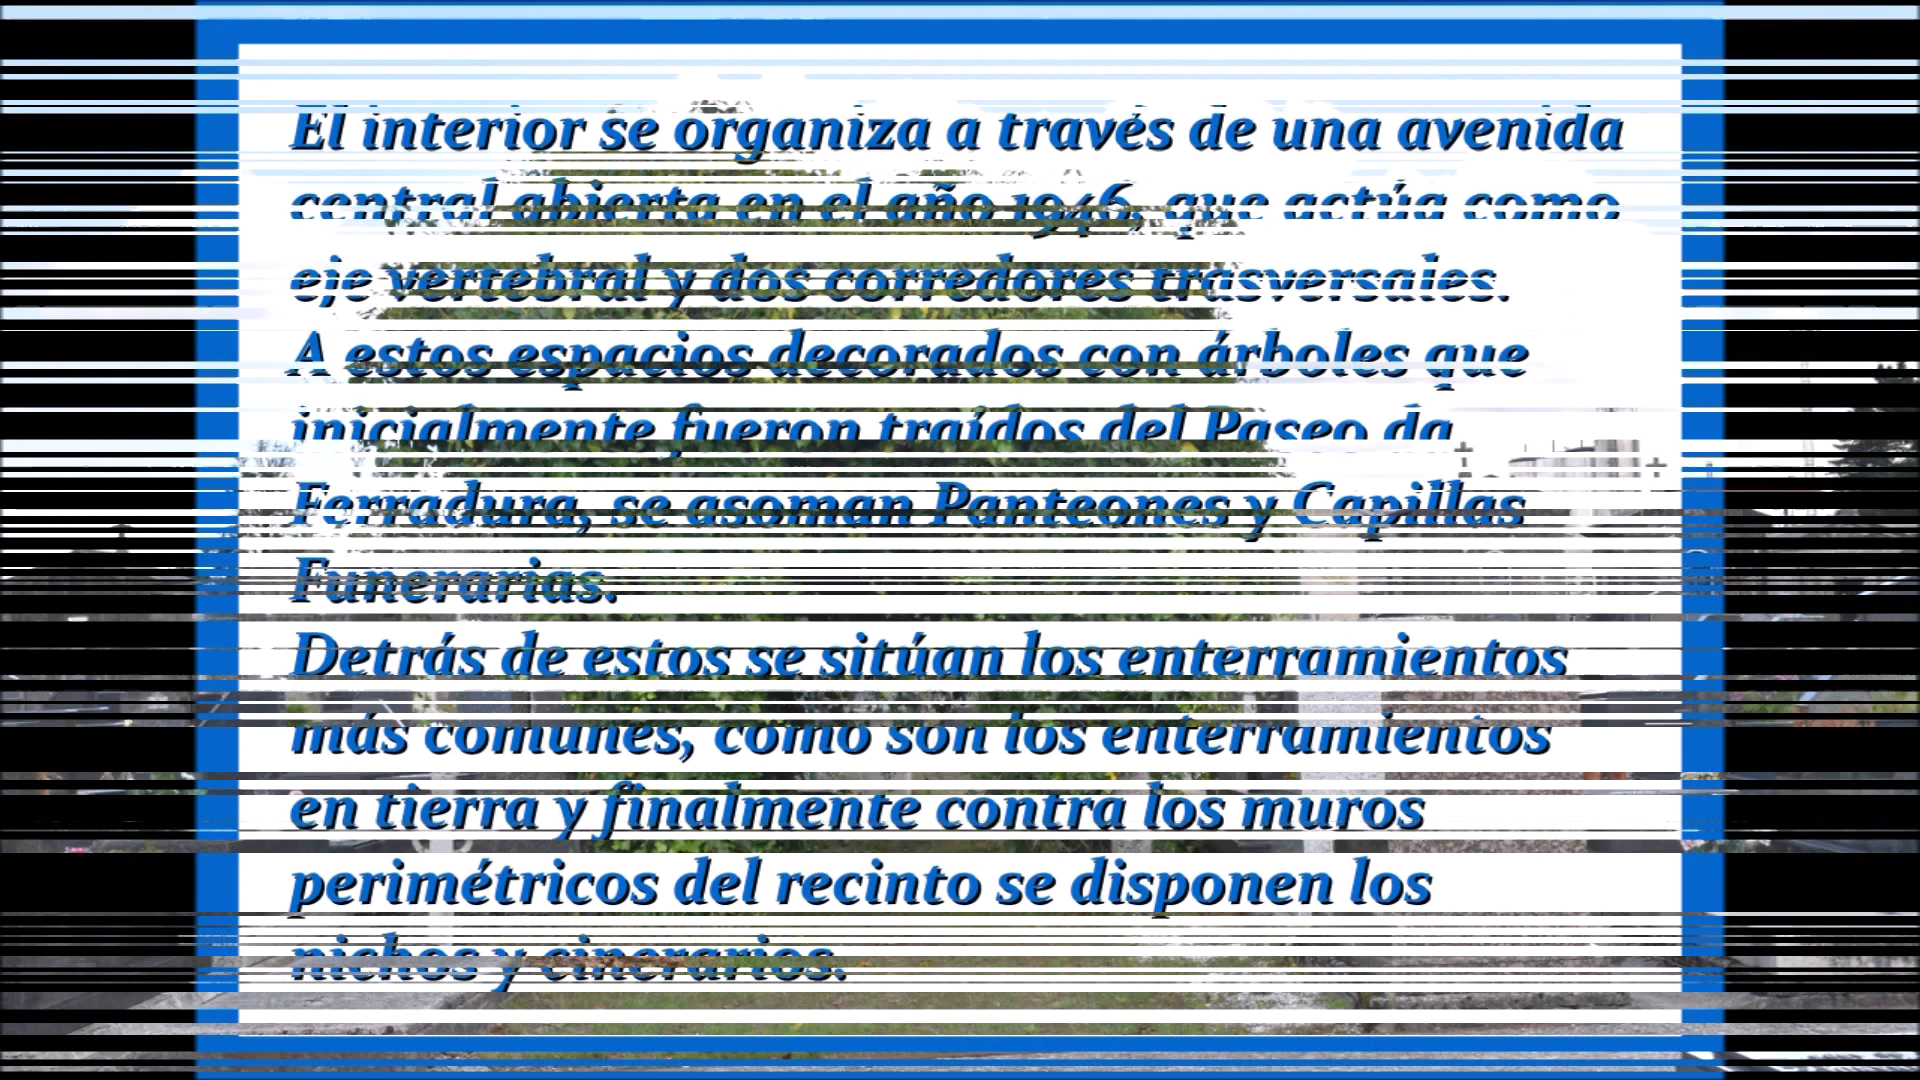 El interior se organiza a través de una avenida
central abierta en el año 1946, que actúa como
eje vertebral y dos corredores trasversales.
A estos espacios decorados con árboles que
inicialmente fueron traídos del Paseo da
Ferradura, se asoman Panteones y Capillas
Funerarias.
Detrás de estos se sitúan los enterramientos
más comunes, como son los enterramientos
en tierra y finalmente contra los muros
perimétricos del recinto se disponen los
nichos y cinerarios.